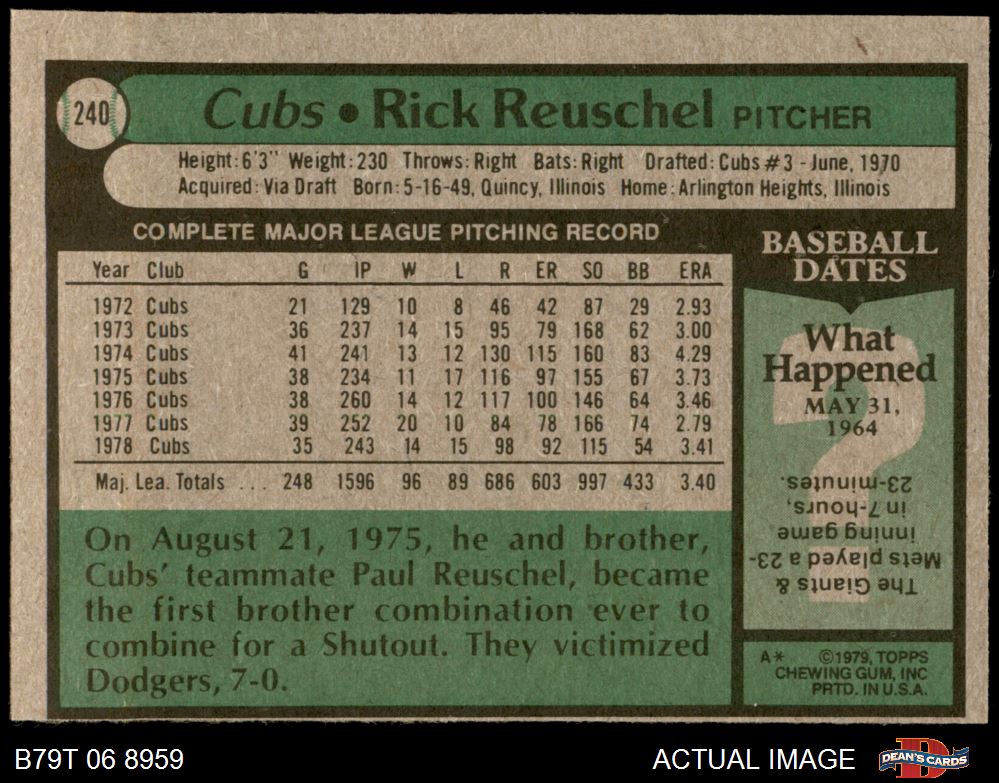 240
Cubs • Rick Reuschel PITCHER
Height: 6'3" Weight: 230 Throws: Right Bats: Right Drafted: Cubs #3 - June, 1970
Acquired: Via Draft Born: 5-16-49, Quincy, Illinois Home: Arlington Heights, Illinois
COMPLETE MAJOR LEAGUE PITCHING RECORD
Year Club G IP W L R ER SO BB ERA
1972 Cubs 21 129 10 8 46 42 87 29 2.93
1973 Cubs 36 237 14 15 95 79 168 62 3.00
1974 Cubs 41 241 13 12 130 115 160 83 4.29
1975 Cubs 38 234 11 17 116 97 155 67 3.73
1976 Cubs 38 260 14 12 117 100 146 64 3.46
1977 Cubs 39 252 20 10 84 78 166 74 2.79
1978 Cubs 35 243 14 15 98 92 115 54 3.41
Maj. Lea. Totals ... 248 1596 96 89 686 603 997 433 3.40
On August 21, 1975, he and brother,
Cubs' teammate Paul Reuschel, became
the first brother combination ever to
combine for a Shutout. They victimized
Dodgers, 7-0.
BASEBALL
DATES
?
What
Happened
MAY 31,
1964
The Giants &
Mets played a 23-
inning game
in 7-hours,
23-minutes.
A* ©1979, TOPPS
CHEWING GUM, INC
PRTD. IN U.S.A.
B79T 06 8959
ACTUAL IMAGE
D
DEAN'S CARDS